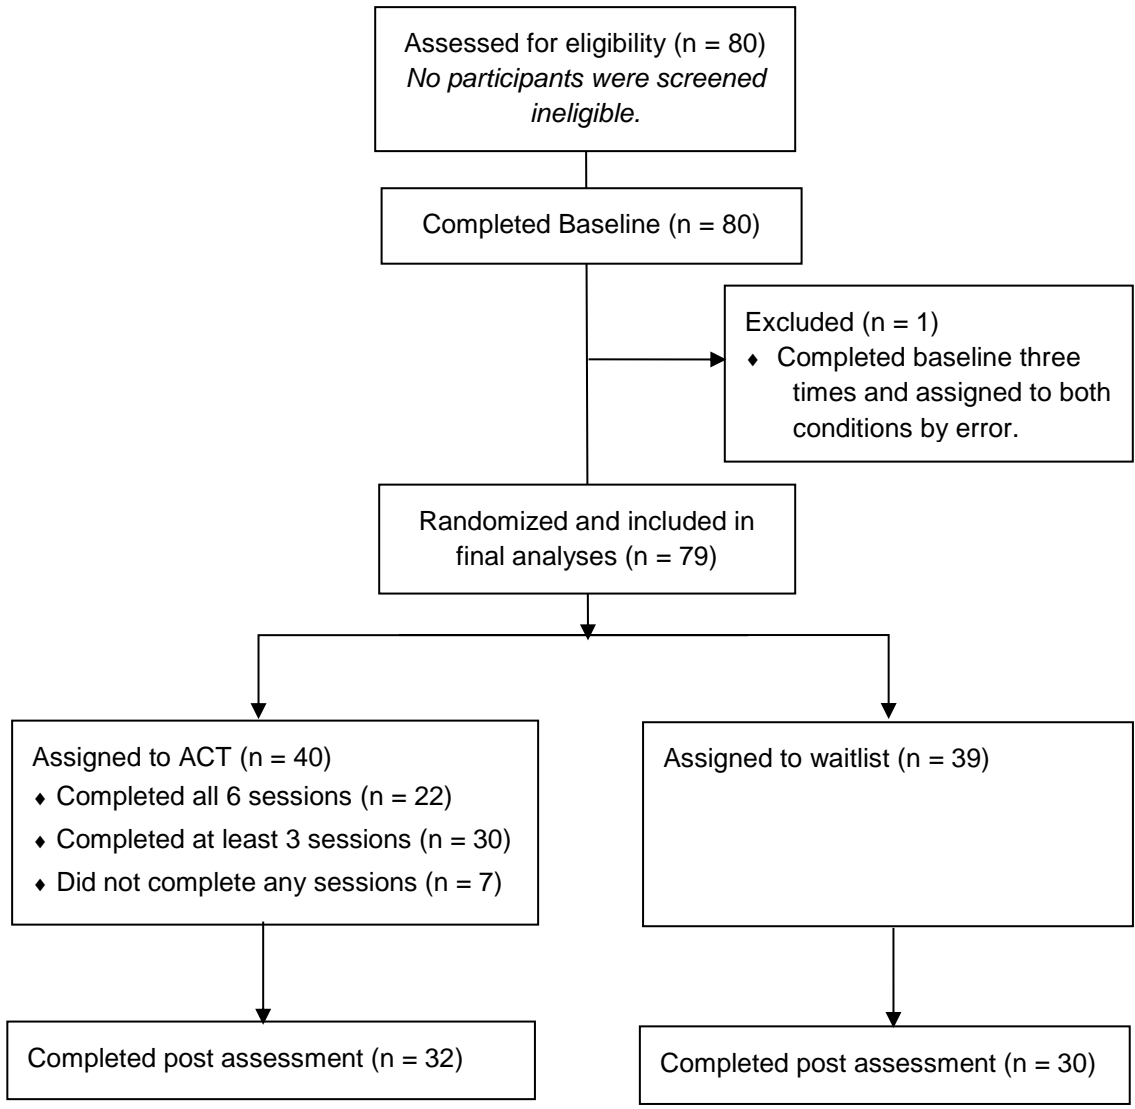 Assessed for eligibility (n = 80)
No participants were screened
ineligible.
Completed Baseline (n = 80)
Excluded (n = 1)
♦ Completed baseline three
times and assigned to both
conditions by error.
Randomized and included in
final analyses (n = 79)
Assigned to ACT (n = 40)
♦ Completed all 6 sessions (n = 22)
♦ Completed at least 3 sessions (n = 30)
♦ Did not complete any sessions (n = 7)
Assigned to waitlist (n = 39)
Completed post assessment (n = 32)
Completed post assessment (n = 30)